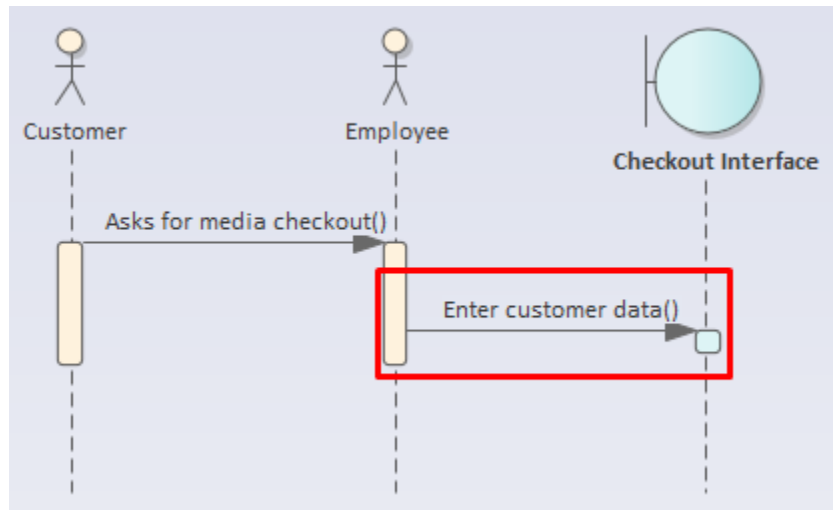 Customer
Employee
Checkout Interface
Asks for media checkout()
Enter customer data()